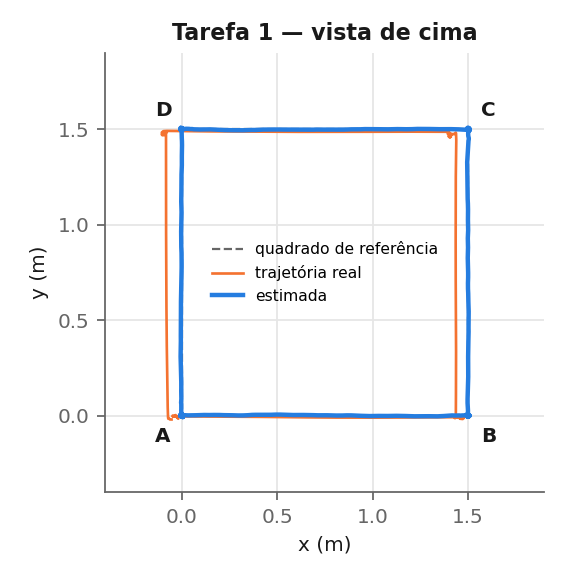 Tarefa 1 — vista de cima
D
C
1.5
1.0
quadrado de referência
trajetória real
estimada
y (m)
0.5
0.0
A
B
0.0 0.5 1.0 1.5
x (m)